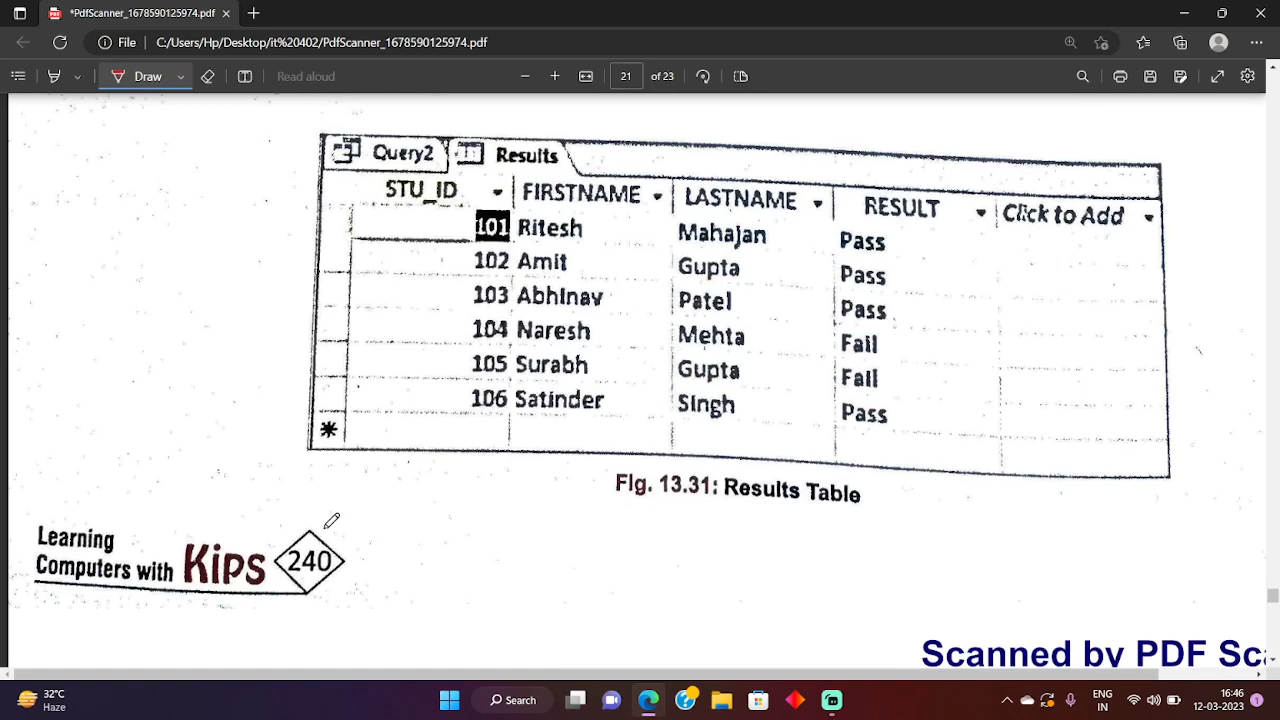 *PdfScanner_1678590125974.pdf
File C:/Users/Hp/Desktop/it%20402/PdfScanner_1678590125974.pdf
Draw Read aloud 21 of 23
Query2 Results
STU_ID FIRSTNAME LASTNAME RESULT Click to Add
101 Ritesh Mahajan Pass
102 Amit Gupta Pass
103 Abhinav Patel Pass
104 Naresh Mehta Fail
105 Surabh Gupta Fail
106 Satinder Singh Pass
Fig. 13.31: Results Table
Learning
Computers with Kips 240
Scanned by PDF Sc
32°C
Haze
Search
ENG
IN
16:46
12-03-2023
1